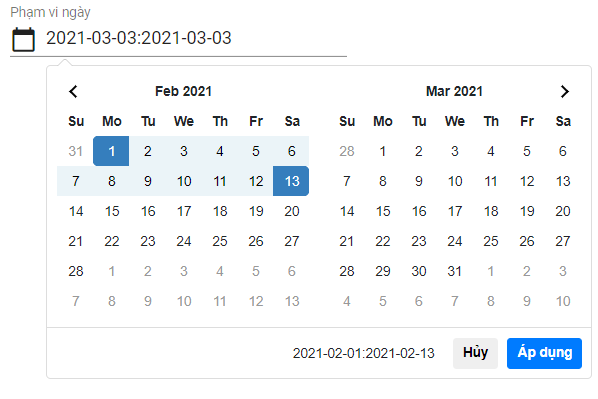 Phạm vi ngày
2021-03-03:2021-03-03
Feb 2021 Mar 2021
Su Mo Tu We Th Fr Sa Su Mo Tu We Th Fr Sa
31 1 2 3 4 5 6 28 1 2 3 4 5 6
7 8 9 10 11 12 13 7 8 9 10 11 12 13
14 15 16 17 18 19 20 14 15 16 17 18 19 20
21 22 23 24 25 26 27 21 22 23 24 25 26 27
28 1 2 3 4 5 6 28 29 30 31 1 2 3
7 8 9 10 11 12 13 4 5 6 7 8 9 10
2021-02-01:2021-02-13 Hủy Áp dụng